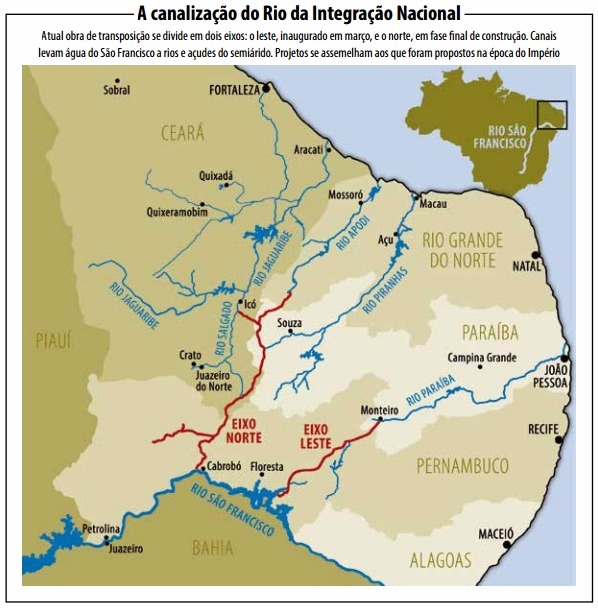 A canalização do Rio da Integração Nacional
Atual obra de transposição se divide em dois eixos: o leste, inaugurado em março, e o norte, em fase final de construção. Canais
levam água do São Francisco a rios e açudes do semiárido. Projetos se assemelham aos que foram propostos na época do Império
Sobral
FORTALEZA
CEARÁ
RIO SÃO
FRANCISCO
Aracati
Quixadá
Mossoró
Macau
Quixeramobim
RIO APODI
Açu
RIO GRANDE
DO NORTE
RIO JAGUARIBE
NATAL
RIO JAGUARIBE
RIO PIRANHAS
Icó
RIO SALGADO
Souza
PARAÍBA
PIAUÍ
Crato
Juazeiro
do Norte
Campina Grande
JOÃO
PESSOA
RIO PARAÍBA
Monteiro
EIXO
NORTE
EIXO
LESTE
RECIFE
Cabrobó
Floresta
PERNAMBUCO
RIO SÃO FRANCISCO
Petrolina
Juazeiro
BAHIA
MACEIÓ
ALAGOAS